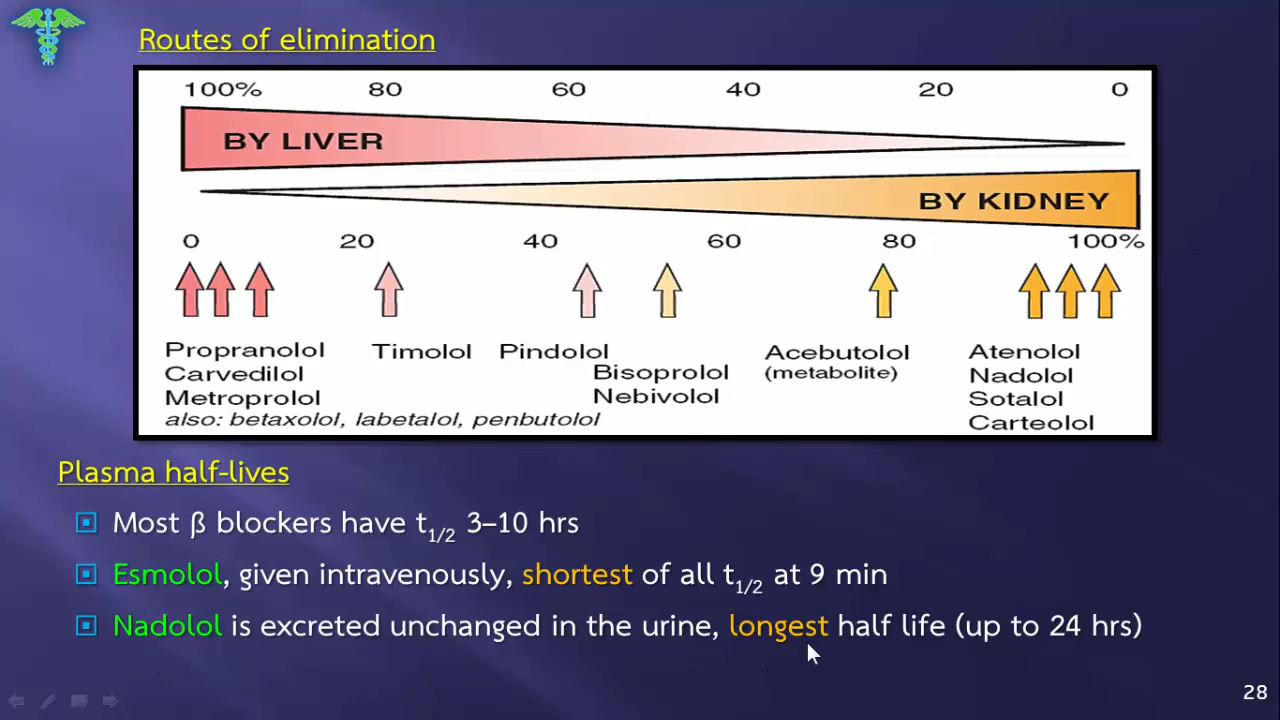 Routes of elimination
100% 80 60 40 20 0
BY LIVER
BY KIDNEY
0 20 40 60 80 100%
Propranolol Timolol Pindolol Acebutolol Atenolol
Carvedilol Bisoprolol (metabolite) Nadolol
Metroprolol Nebivolol Sotalol
also: betaxolol, labetalol, penbutolol Carteolol
Plasma half-lives
Most ß blockers have t1/2 3–10 hrs
Esmolol, given intravenously, shortest of all t1/2 at 9 min
Nadolol is excreted unchanged in the urine, longest half life (up to 24 hrs)
28